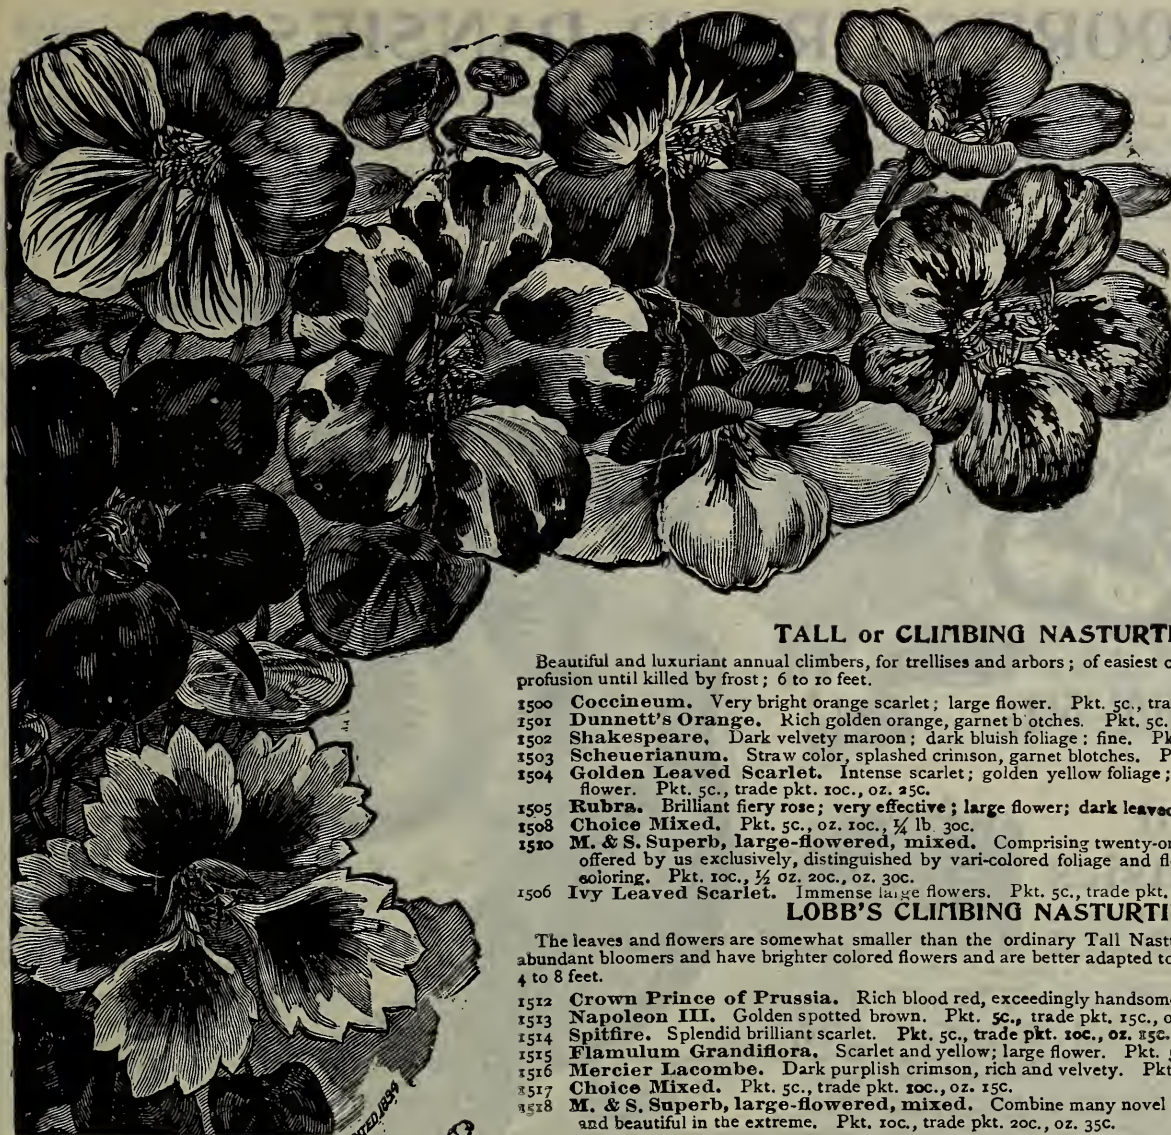 TALL or CLIMBING NASTURTI
Beautiful and luxuriant annual climbers, for trellises and arbors; of easiest c
profusion until killed by frost; 6 to 10 feet.
1500 Coccineum. Very bright orange scarlet; large flower. Pkt. 5c., tra
1501 Dunnett's Orange. Rich golden orange, garnet b otches. Pkt. 5c.
1502 Shakespeare, Dark velvety maroon; dark bluish foliage; fine. Pk
1503 Scheuerianum. Straw color, splashed crimson, garnet blotches. P
1504 Golden Leaved Scarlet. Intense scarlet; golden yellow foliage;
flower. Pkt. 5c., trade pkt. 10c., oz. 25c.
1505 Rubra. Brilliant fiery rose; very effective; large flower; dark leaved
1508 Choice Mixed. Pkt. 5c., oz. 10c., ¼ lb 30c.
1510 M. & S. Superb, large-flowered, mixed. Comprising twenty-on
offered by us exclusively, distinguished by vari-colored foliage and fl
coloring. Pkt. 10c., ½ oz. 20c., oz. 30c.
1506 Ivy Leaved Scarlet. Immense large flowers. Pkt. 5c., trade pkt.
LOBB'S CLIMBING NASTURTI
The leaves and flowers are somewhat smaller than the ordinary Tall Nast
abundant bloomers and have brighter colored flowers and are better adapted to
4 to 8 feet.
1512 Crown Prince of Prussia. Rich blood red, exceedingly handsom
1513 Napoleon III. Golden spotted brown. Pkt. 5c., trade pkt. 15c., o
1514 Spitfire. Splendid brilliant scarlet. Pkt. 5c., trade pkt. 10c., oz. 15c.
1515 Flamulum Grandiflora. Scarlet and yellow; large flower. Pkt.
1516 Mercier Lacombe. Dark purplish crimson, rich and velvety. Pkt
1517 Choice Mixed. Pkt. 5c., trade pkt. 10c., oz. 15c.
1518 M. & S. Superb, large-flowered, mixed. Combine many novel
and beautiful in the extreme. Pkt. 10c., trade pkt. 20c., oz. 35c.